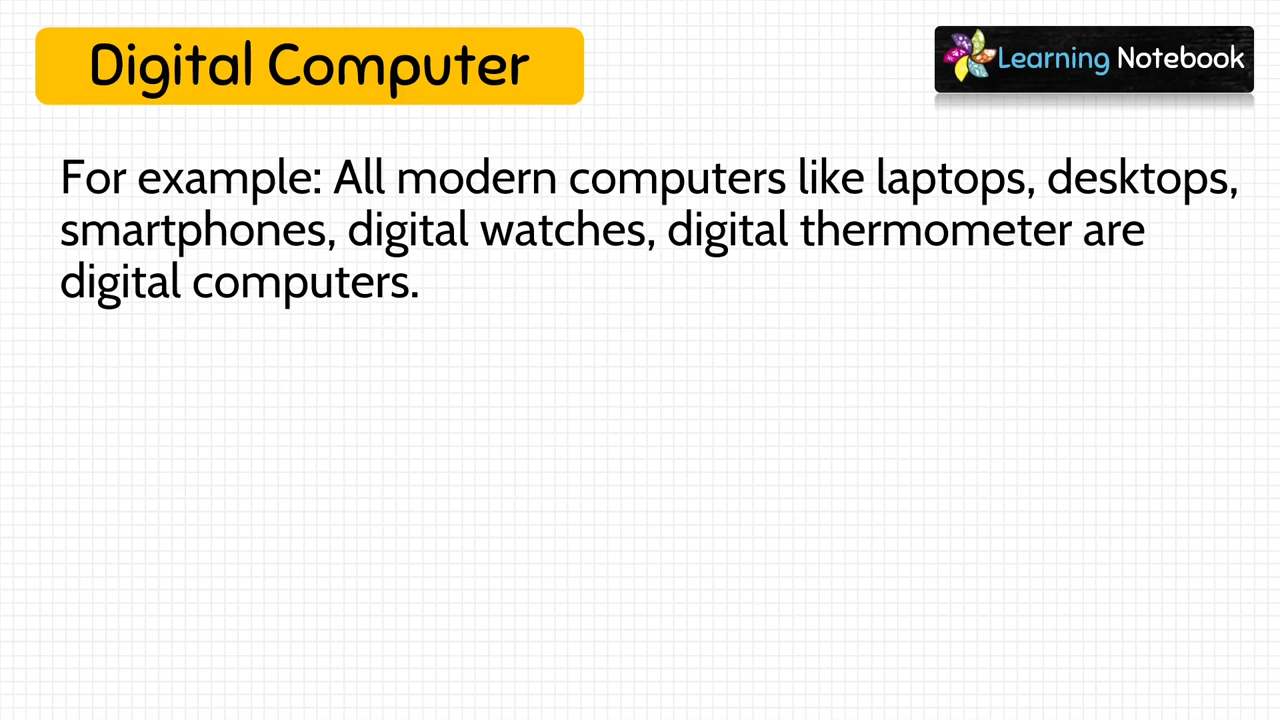 Digital Computer
Learning Notebook
For example: All modern computers like laptops, desktops,
smartphones, digital watches, digital thermometer are
digital computers.